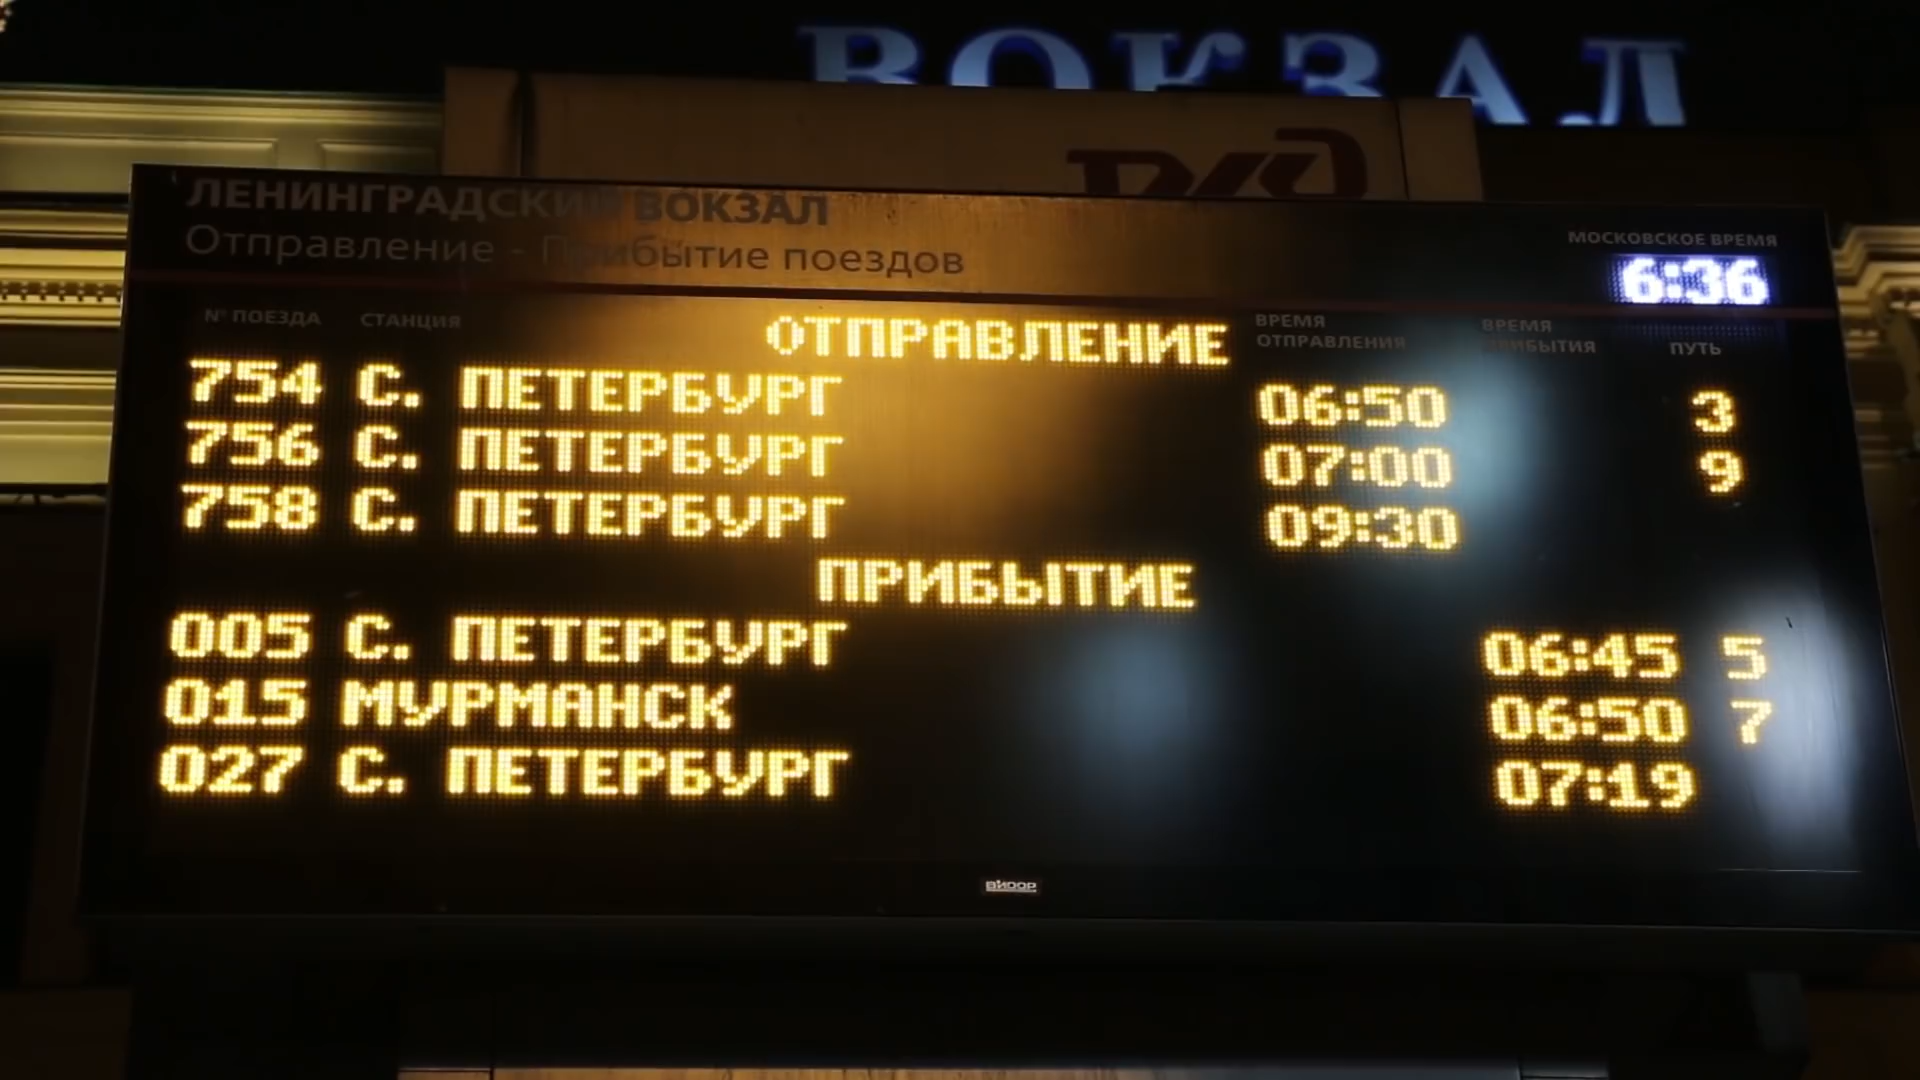 ВОКЗАЛ
РЖД
ЛЕНИНГРАДСКИЙ ВОКЗАЛ
Отправление - Прибытие поездов
МОСКОВСКОЕ ВРЕМЯ
6:36
№ ПОЕЗДА СТАНЦИЯ ВРЕМЯ ОТПРАВЛЕНИЯ ВРЕМЯ ПРИБЫТИЯ ПУТЬ
ОТПРАВЛЕНИЕ
754 С. ПЕТЕРБУРГ 06:50 3
756 С. ПЕТЕРБУРГ 07:00 9
758 С. ПЕТЕРБУРГ 09:30
ПРИБЫТИЕ
005 С. ПЕТЕРБУРГ 06:45 5
015 МУРМАНСК 06:50 7
027 С. ПЕТЕРБУРГ 07:19
ВИДОР